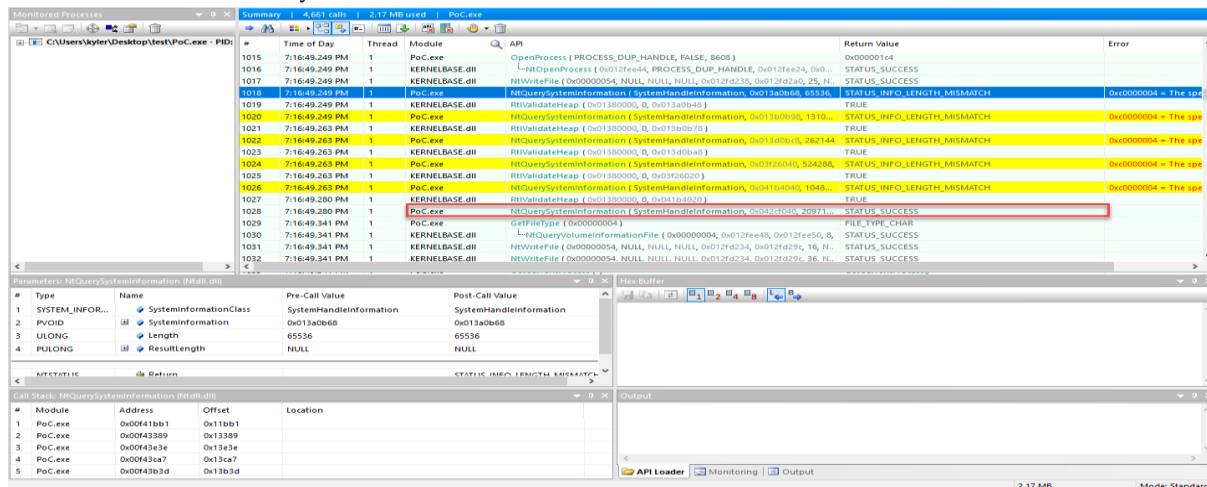 Monitored Processes
C:\Users\kyler\Desktop\test\PoC.exe - PID:
Summary | 4,661 calls | 2.17 MB used | PoC.exe
# Time of Day Thread Module API Return Value Error
1015 7:16:49.249 PM 1 PoC.exe OpenProcess ( PROCESS_DUP_HANDLE, FALSE, 8608 ) 0x000001c4
1016 7:16:49.249 PM 1 KERNELBASE.dll NtOpenProcess ( 0x012fee44, PROCESS_DUP_HANDLE, 0x012fee24, 0x0... STATUS_SUCCESS
1017 7:16:49.249 PM 1 KERNELBASE.dll NtWriteFile ( 0x00000054, NULL, NULL, NULL, 0x012fd238, 0x012fd2a0, 25, N... STATUS_SUCCESS
1018 7:16:49.249 PM 1 PoC.exe NtQuerySystemInformation ( SystemHandleInformation, 0x013a0b68, 65536, STATUS_INFO_LENGTH_MISMATCH 0xc0000004 = The spe
1019 7:16:49.249 PM 1 KERNELBASE.dll RtlValidateHeap ( 0x01380000, 0, 0x013a0b48 ) TRUE
1020 7:16:49.249 PM 1 PoC.exe NtQuerySystemInformation ( SystemHandleInformation, 0x013b0b98, 1310... STATUS_INFO_LENGTH_MISMATCH 0xc0000004 = The spe
1021 7:16:49.263 PM 1 KERNELBASE.dll RtlValidateHeap ( 0x01380000, 0, 0x013b0b78 ) TRUE
1022 7:16:49.263 PM 1 PoC.exe NtQuerySystemInformation ( SystemHandleInformation, 0x013d0bc8, 262144 STATUS_INFO_LENGTH_MISMATCH 0xc0000004 = The spe
1023 7:16:49.263 PM 1 KERNELBASE.dll RtlValidateHeap ( 0x01380000, 0, 0x013d0ba8 ) TRUE
1024 7:16:49.263 PM 1 PoC.exe NtQuerySystemInformation ( SystemHandleInformation, 0x03f26040, 524288, STATUS_INFO_LENGTH_MISMATCH 0xc0000004 = The spe
1025 7:16:49.263 PM 1 KERNELBASE.dll RtlValidateHeap ( 0x01380000, 0, 0x03f26020 ) TRUE
1026 7:16:49.263 PM 1 PoC.exe NtQuerySystemInformation ( SystemHandleInformation, 0x041b4040, 1048... STATUS_INFO_LENGTH_MISMATCH 0xc0000004 = The spe
1027 7:16:49.280 PM 1 KERNELBASE.dll RtlValidateHeap ( 0x01380000, 0, 0x041b4020 ) TRUE
1028 7:16:49.280 PM 1 PoC.exe NtQuerySystemInformation ( SystemHandleInformation, 0x042cf040, 20971... STATUS_SUCCESS
1029 7:16:49.341 PM 1 PoC.exe GetFileType ( 0x00000004 ) FILE_TYPE_CHAR
1030 7:16:49.341 PM 1 KERNELBASE.dll NtQueryVolumeInformationFile ( 0x00000004, 0x012fee48, 0x012fee50, 8, STATUS_SUCCESS
1031 7:16:49.341 PM 1 KERNELBASE.dll NtWriteFile ( 0x00000054, NULL, NULL, NULL, 0x012fd234, 0x012fd29c, 16, N... STATUS_SUCCESS
1032 7:16:49.341 PM 1 KERNELBASE.dll NtWriteFile ( 0x00000054, NULL, NULL, NULL, 0x012fd234, 0x012fd29c, 36, N... STATUS_SUCCESS
Parameters: NtQuerySystemInformation (Ntdll.dll)
# Type Name Pre-Call Value Post-Call Value
1 SYSTEM_INFOR... SystemInformationClass SystemHandleInformation SystemHandleInformation
2 PVOID SystemInformation 0x013a0b68 0x013a0b68
3 ULONG Length 65536 65536
4 PULONG ResultLength NULL NULL
NTSTATUS Return STATUS_INFO_LENGTH_MISMATCH
Hex Buffer
1 2 4 8 L B
Call Stack: NtQuerySystemInformation (Ntdll.dll)
# Module Address Offset Location
1 PoC.exe 0x00f41bb1 0x11bb1
2 PoC.exe 0x00f43389 0x13389
3 PoC.exe 0x00f43e3e 0x13e3e
4 PoC.exe 0x00f43ca7 0x13ca7
5 PoC.exe 0x00f43b3d 0x13b3d
Output
API Loader Monitoring Output
2.17 MB Mode: Standard